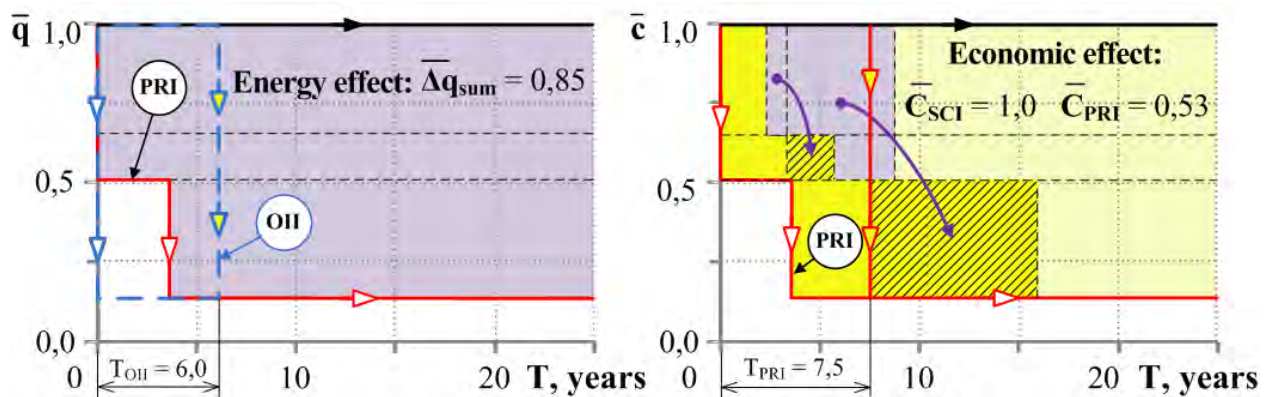 q̅
1,0
PRI
Energy effect: Δq̅sum = 0,85
0,5
OII
0,0
TOII = 6,0
0
10
20
T, years
c̅
1,0
Economic effect:
C̅SCI = 1,0 C̅PRI = 0,53
0,5
PRI
0,0
TPRI = 7,5
0
10
20
T, years